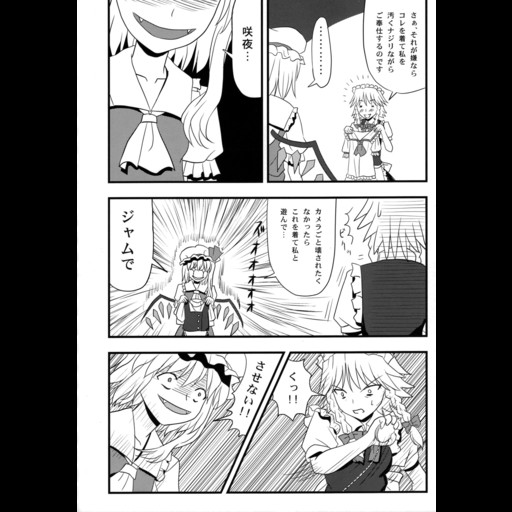 さぁ、それが嫌なら
コレを着て私を
汚くナジリながら
ご奉仕するのです
…………
咲夜…
カメラごと壊されたく
なかったら
これを着て私と
遊んで…
ゴオオオオオオ
ジャムで
くっ!!
させない!!